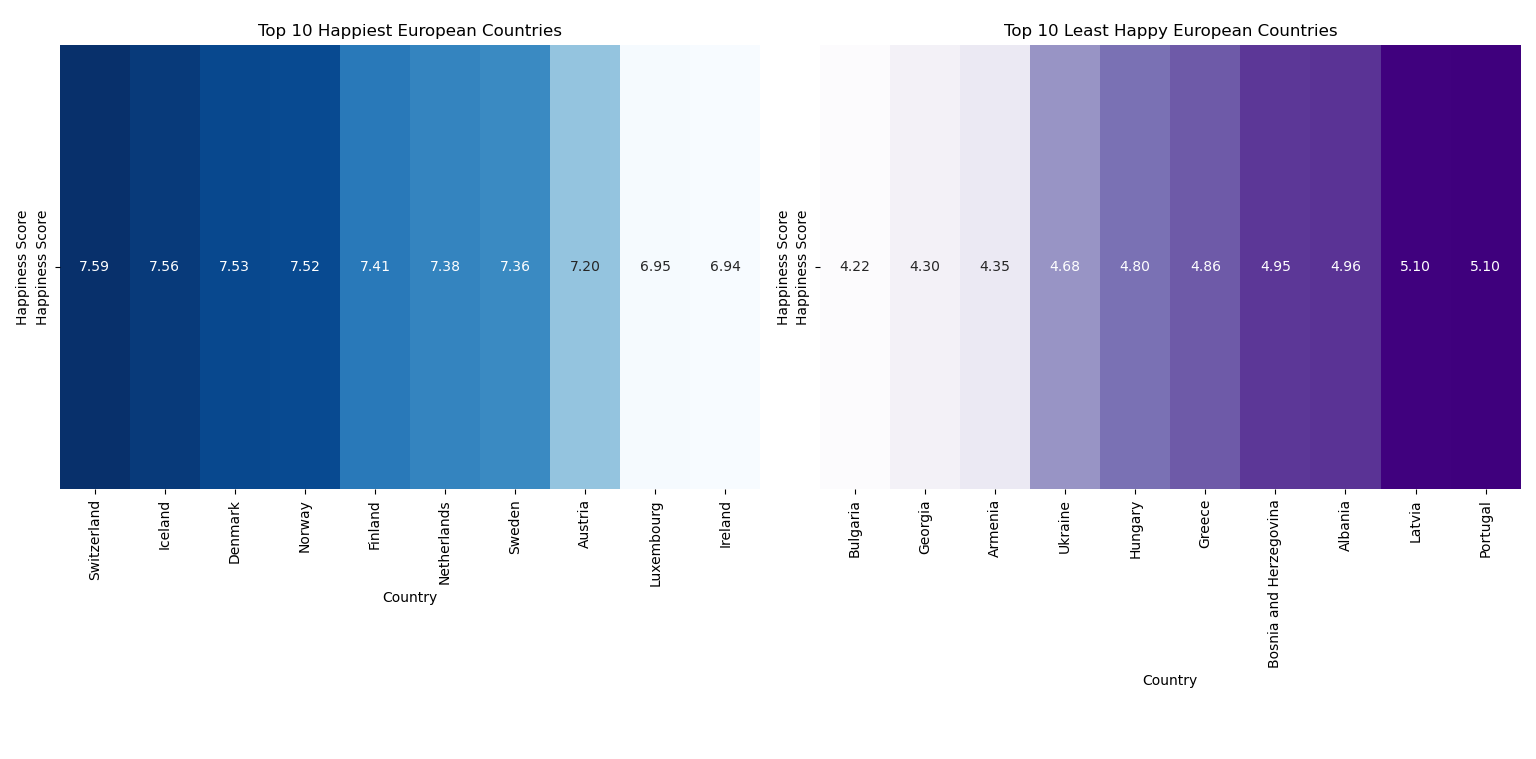 Top 10 Happiest European Countries
Happiness Score
Happiness Score
7.59 7.56 7.53 7.52 7.41 7.38 7.36 7.20 6.95 6.94
Switzerland
Iceland
Denmark
Norway
Finland
Netherlands
Sweden
Austria
Luxembourg
Ireland
Country
Top 10 Least Happy European Countries
Happiness Score
Happiness Score
4.22 4.30 4.35 4.68 4.80 4.86 4.95 4.96 5.10 5.10
Bulgaria
Georgia
Armenia
Ukraine
Hungary
Greece
Bosnia and Herzegovina
Albania
Latvia
Portugal
Country